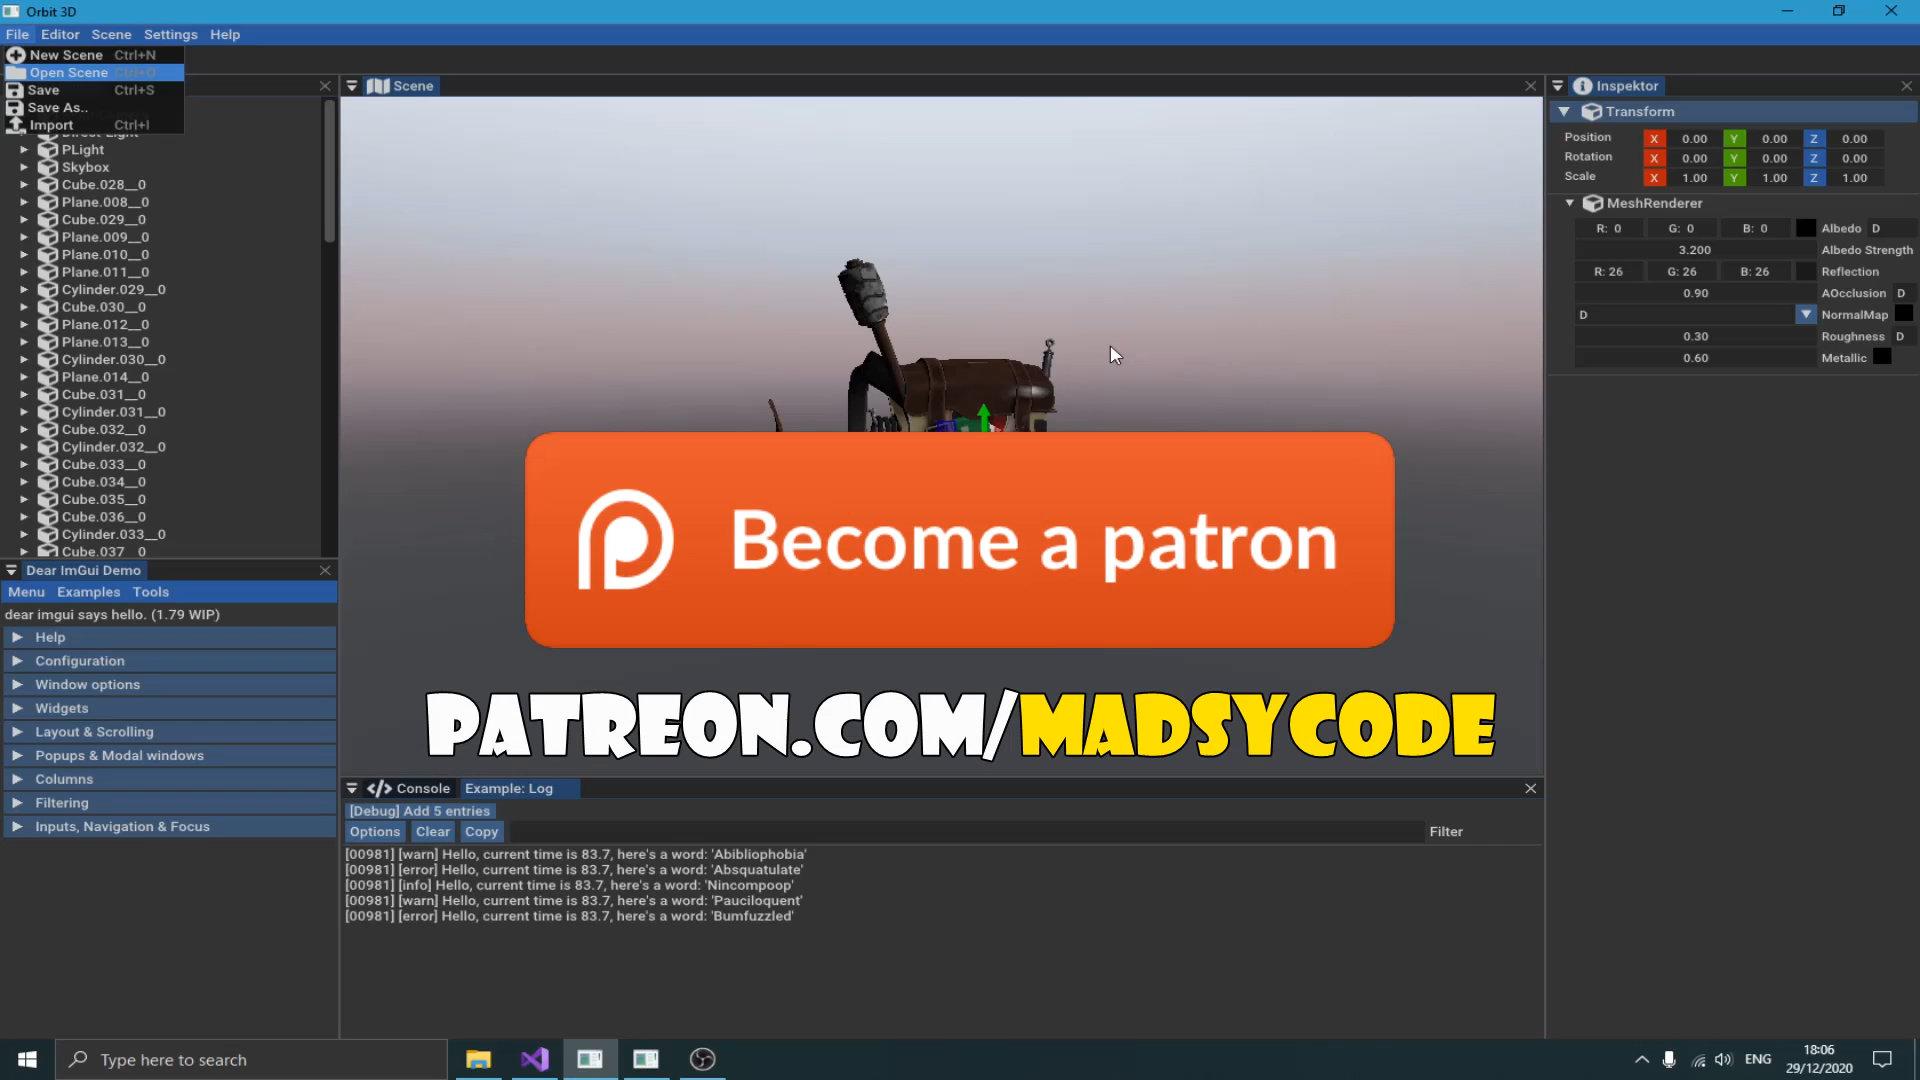 Orbit 3D
File Editor Scene Settings Help
New Scene Ctrl+N
Open Scene Ctrl+O
Save Ctrl+S
Save As..
Import Ctrl+I
Direct Light
PLight
Skybox
Cube.028__0
Plane.008__0
Cube.029__0
Plane.009__0
Plane.010__0
Plane.011__0
Cylinder.029__0
Cube.030__0
Plane.012__0
Plane.013__0
Cylinder.030__0
Plane.014__0
Cube.031__0
Cylinder.031__0
Cube.032__0
Cylinder.032__0
Cube.033__0
Cube.034__0
Cube.035__0
Cube.036__0
Cylinder.033__0
Cube.037__0
Dear ImGui Demo
Menu Examples Tools
dear imgui says hello. (1.79 WIP)
Help
Configuration
Window options
Widgets
Layout & Scrolling
Popups & Modal windows
Columns
Filtering
Inputs, Navigation & Focus
Scene
Become a patron
PATREON.COM/MADSYCODE
Console Example: Log
[Debug] Add 5 entries
Options Clear Copy Filter
[00981] [warn] Hello, current time is 83.7, here's a word: 'Abibliophobia'
[00981] [error] Hello, current time is 83.7, here's a word: 'Absquatulate'
[00981] [info] Hello, current time is 83.7, here's a word: 'Nincompoop'
[00981] [warn] Hello, current time is 83.7, here's a word: 'Pauciloquent'
[00981] [error] Hello, current time is 83.7, here's a word: 'Bumfuzzled'
Inspektor
Transform
Position X 0.00 Y 0.00 Z 0.00
Rotation X 0.00 Y 0.00 Z 0.00
Scale X 1.00 Y 1.00 Z 1.00
MeshRenderer
R: 0 G: 0 B: 0 Albedo D
3.200 Albedo Strength
R: 26 G: 26 B: 26 Reflection
0.90 AOcclusion D
D NormalMap
0.30 Roughness D
0.60 Metallic
Type here to search
ENG
18:06
29/12/2020